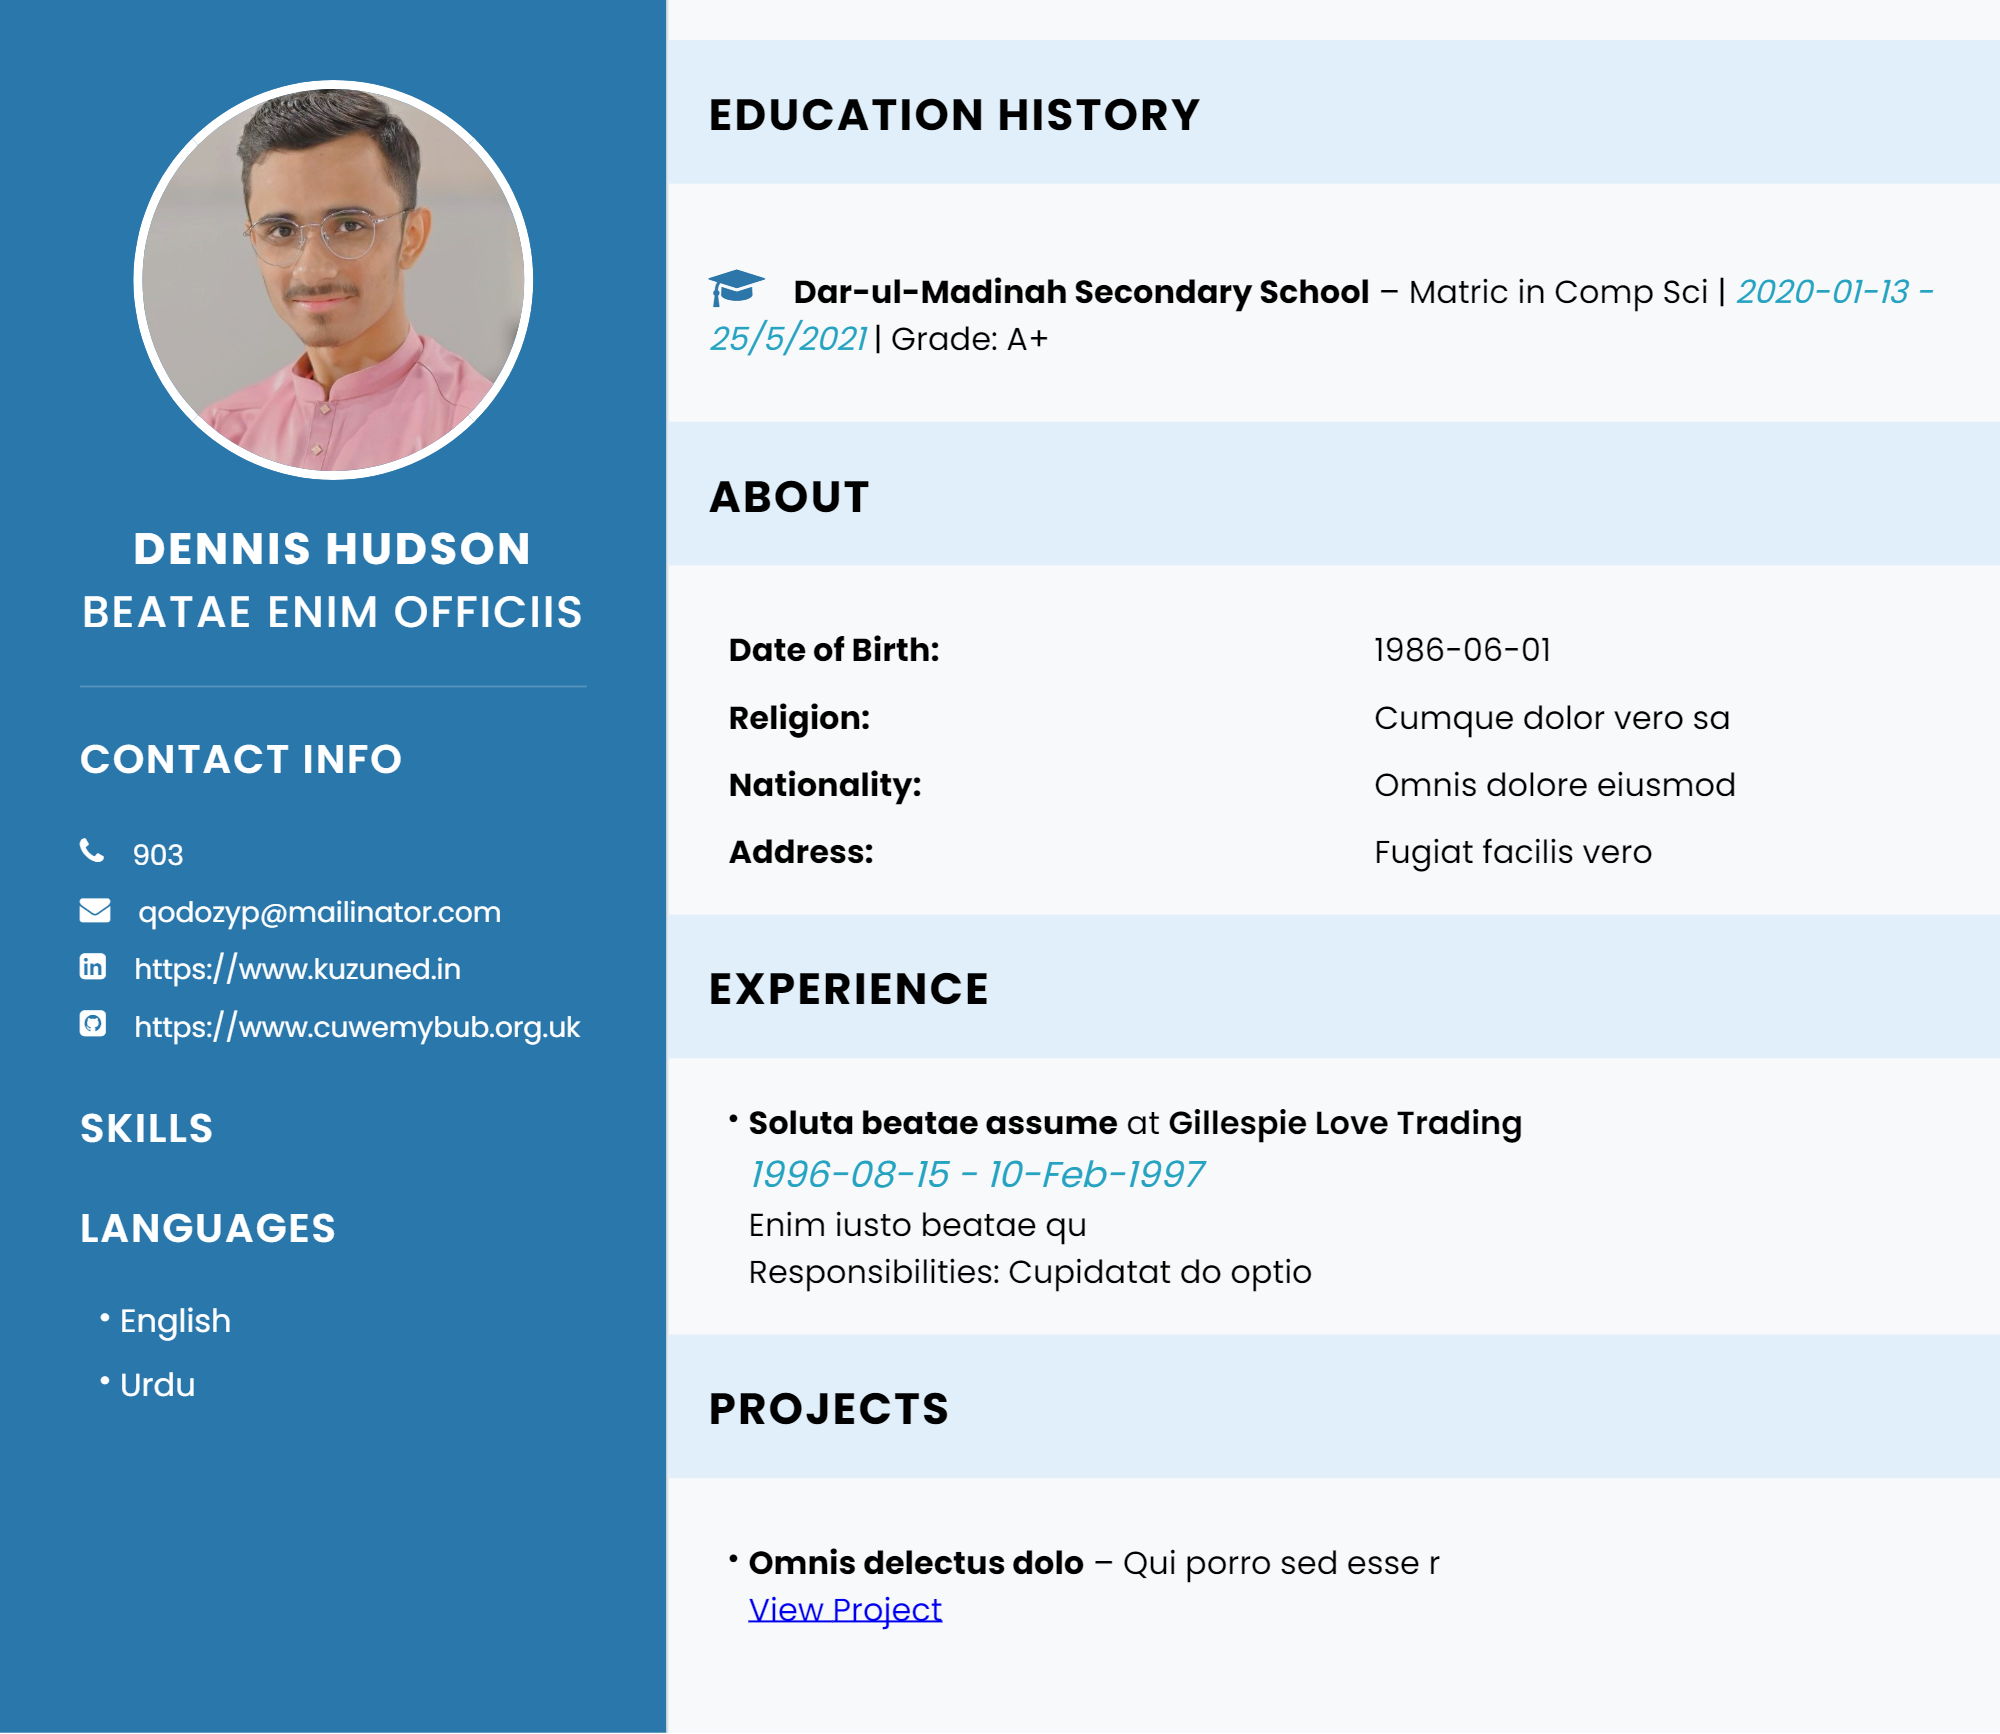 DENNIS HUDSON
BEATAE ENIM OFFICIIS
CONTACT INFO
903
qodozyp@mailinator.com
https://www.kuzuned.in
https://www.cuwemybub.org.uk
SKILLS
LANGUAGES
• English
• Urdu
EDUCATION HISTORY
Dar-ul-Madinah Secondary School – Matric in Comp Sci | 2020-01-13 -
25/5/2021 | Grade: A+
ABOUT
Date of Birth: 1986-06-01
Religion: Cumque dolor vero sa
Nationality: Omnis dolore eiusmod
Address: Fugiat facilis vero
EXPERIENCE
• Soluta beatae assume at Gillespie Love Trading
1996-08-15 - 10-Feb-1997
Enim iusto beatae qu
Responsibilities: Cupidatat do optio
PROJECTS
• Omnis delectus dolo – Qui porro sed esse r
View Project